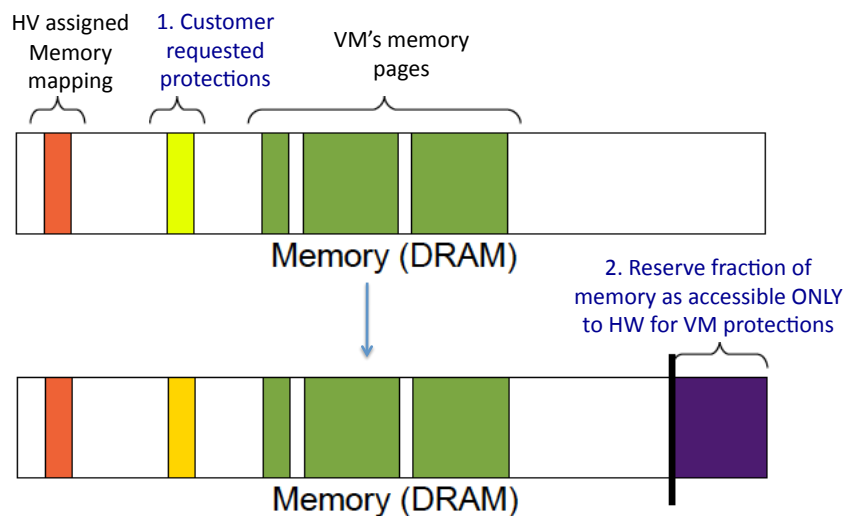 HV assigned
Memory
mapping
1. Customer
requested
protections
VM's memory
pages
Memory (DRAM)
2. Reserve fraction of
memory as accessible ONLY
to HW for VM protections
Memory (DRAM)